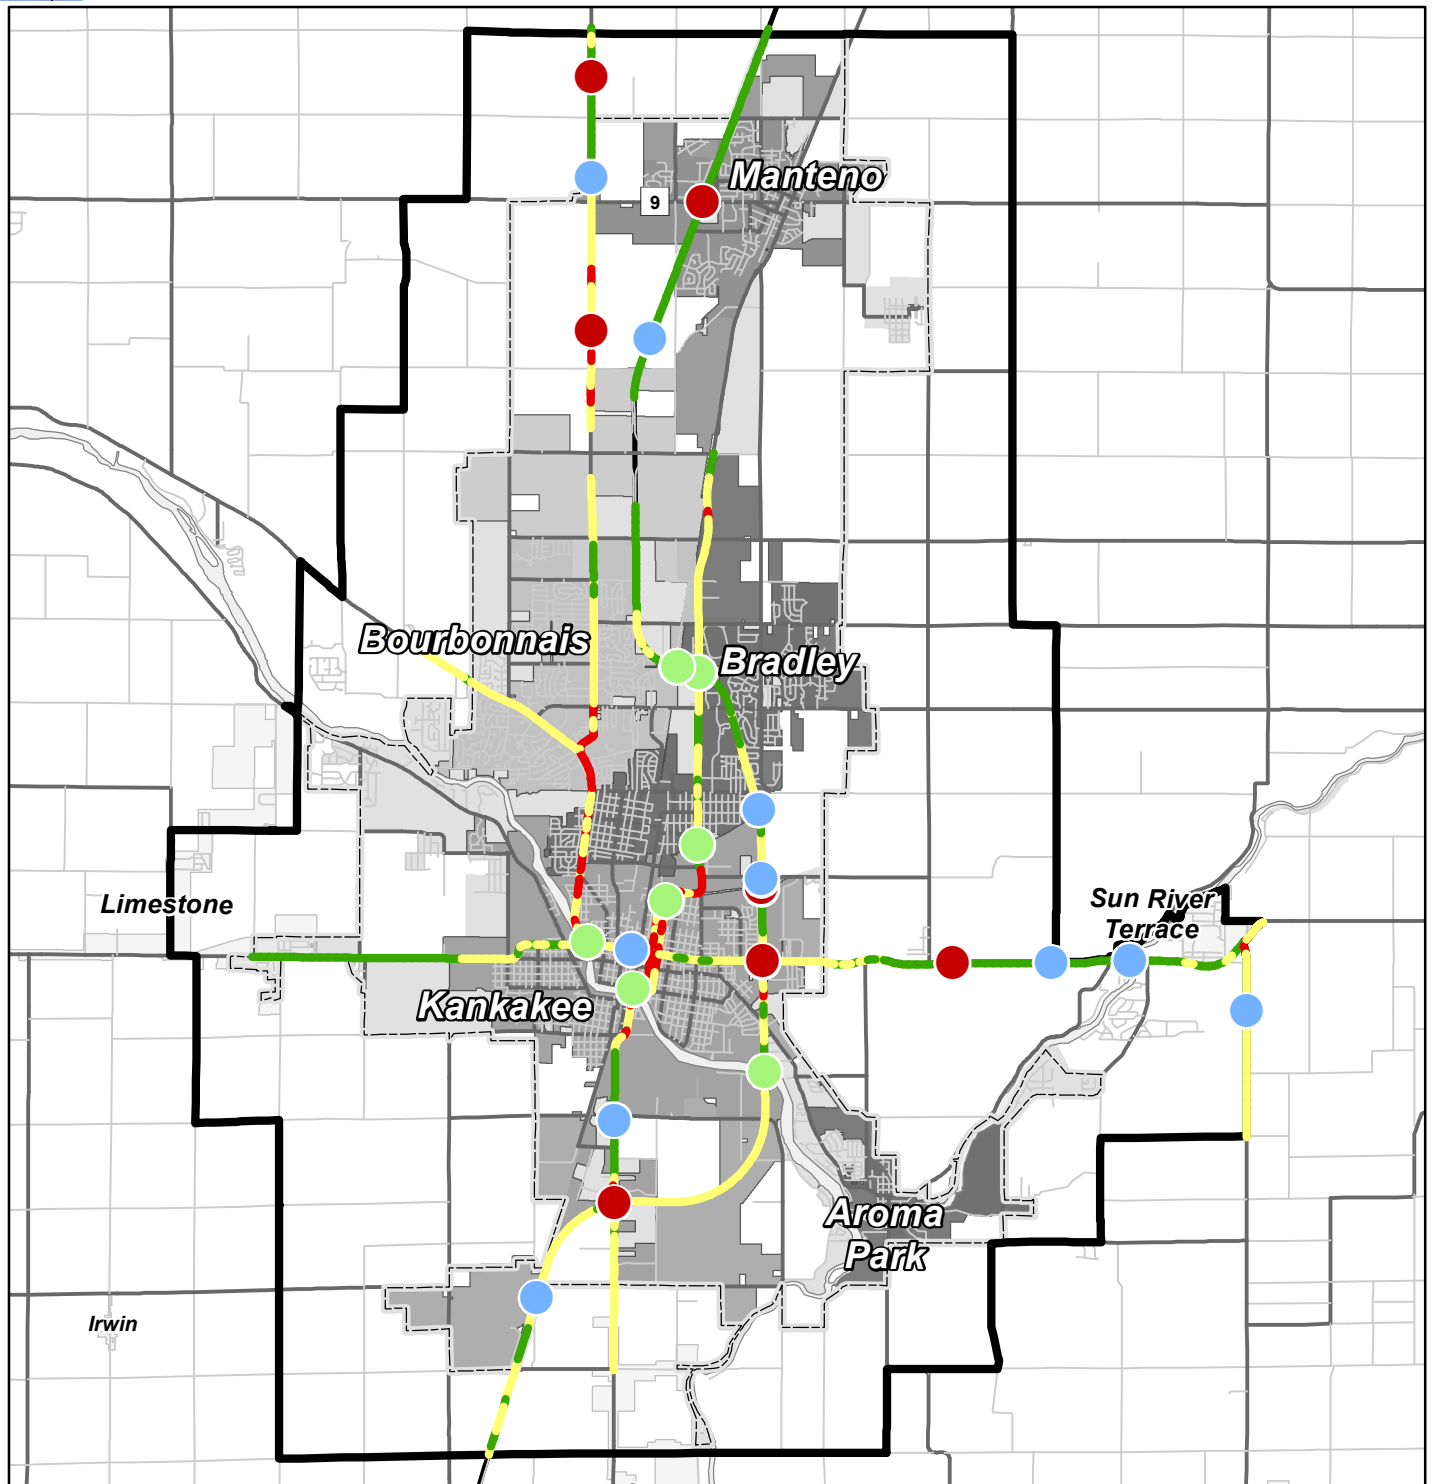 Manteno
9
Bourbonnais
Bradley
Limestone
Sun River
Terrace
Kankakee
Aroma
Park
Irwin